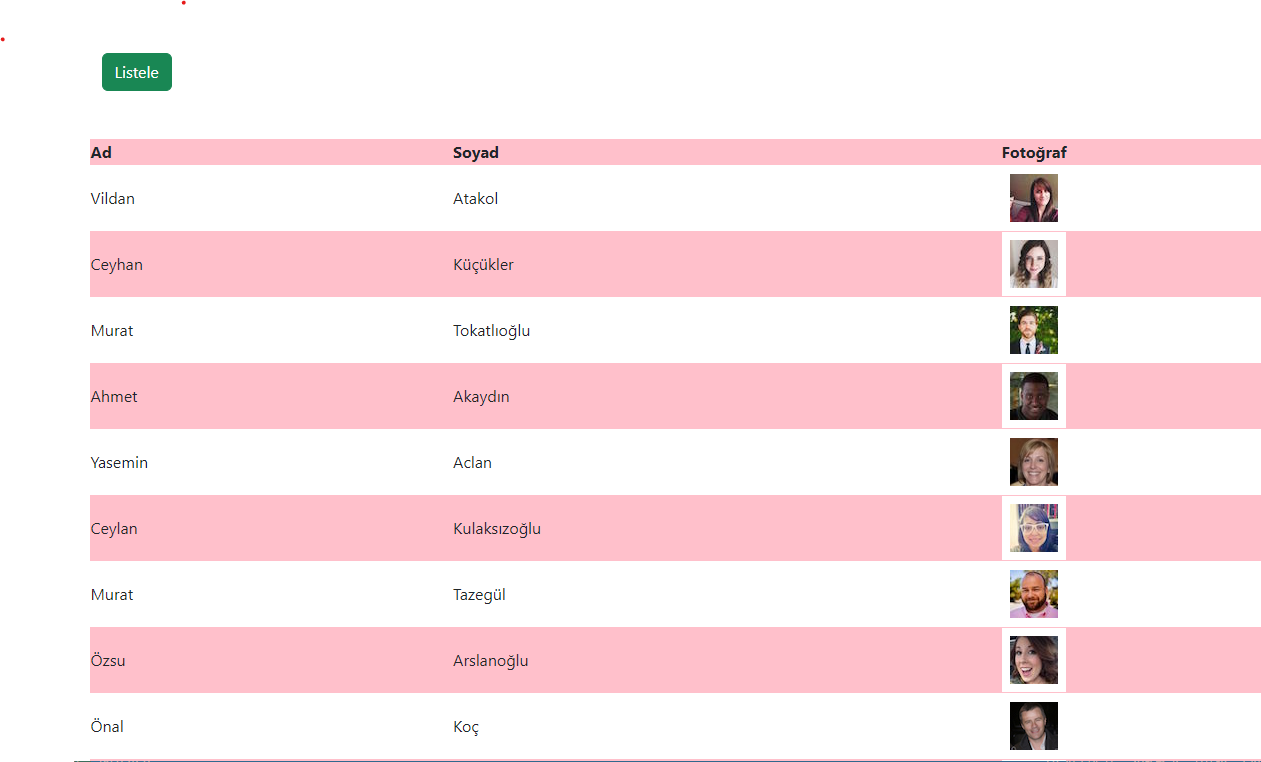 Listele
Ad Soyad Fotoğraf
Vildan Atakol
Ceyhan Küçükler
Murat Tokatlıoğlu
Ahmet Akaydın
Yasemin Aclan
Ceylan Kulaksızoğlu
Murat Tazegül
Özsu Arslanoğlu
Önal Koç